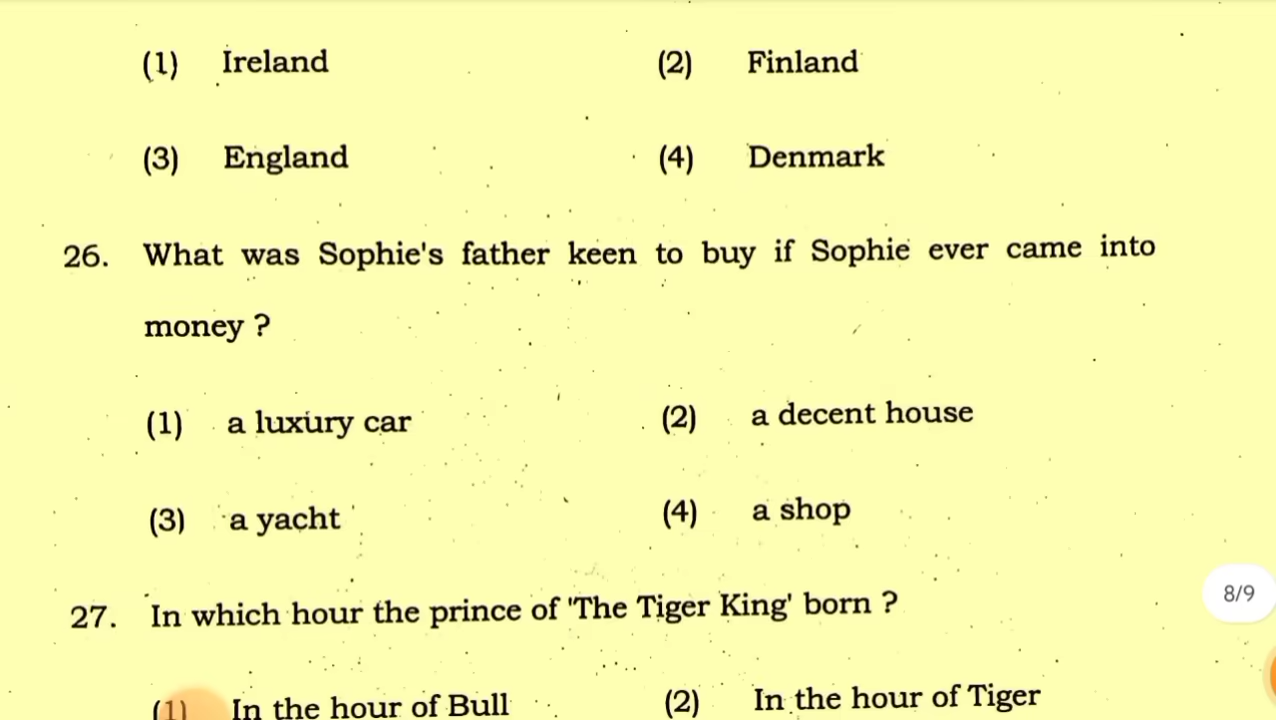 (1) Ireland (2) Finland
(3) England (4) Denmark
26. What was Sophie's father keen to buy if Sophie ever came into
money ?
(1) a luxury car (2) a decent house
(3) a yacht (4) a shop
8/9
27. In which hour the prince of 'The Tiger King' born ?
(1) In the hour of Bull (2) In the hour of Tiger